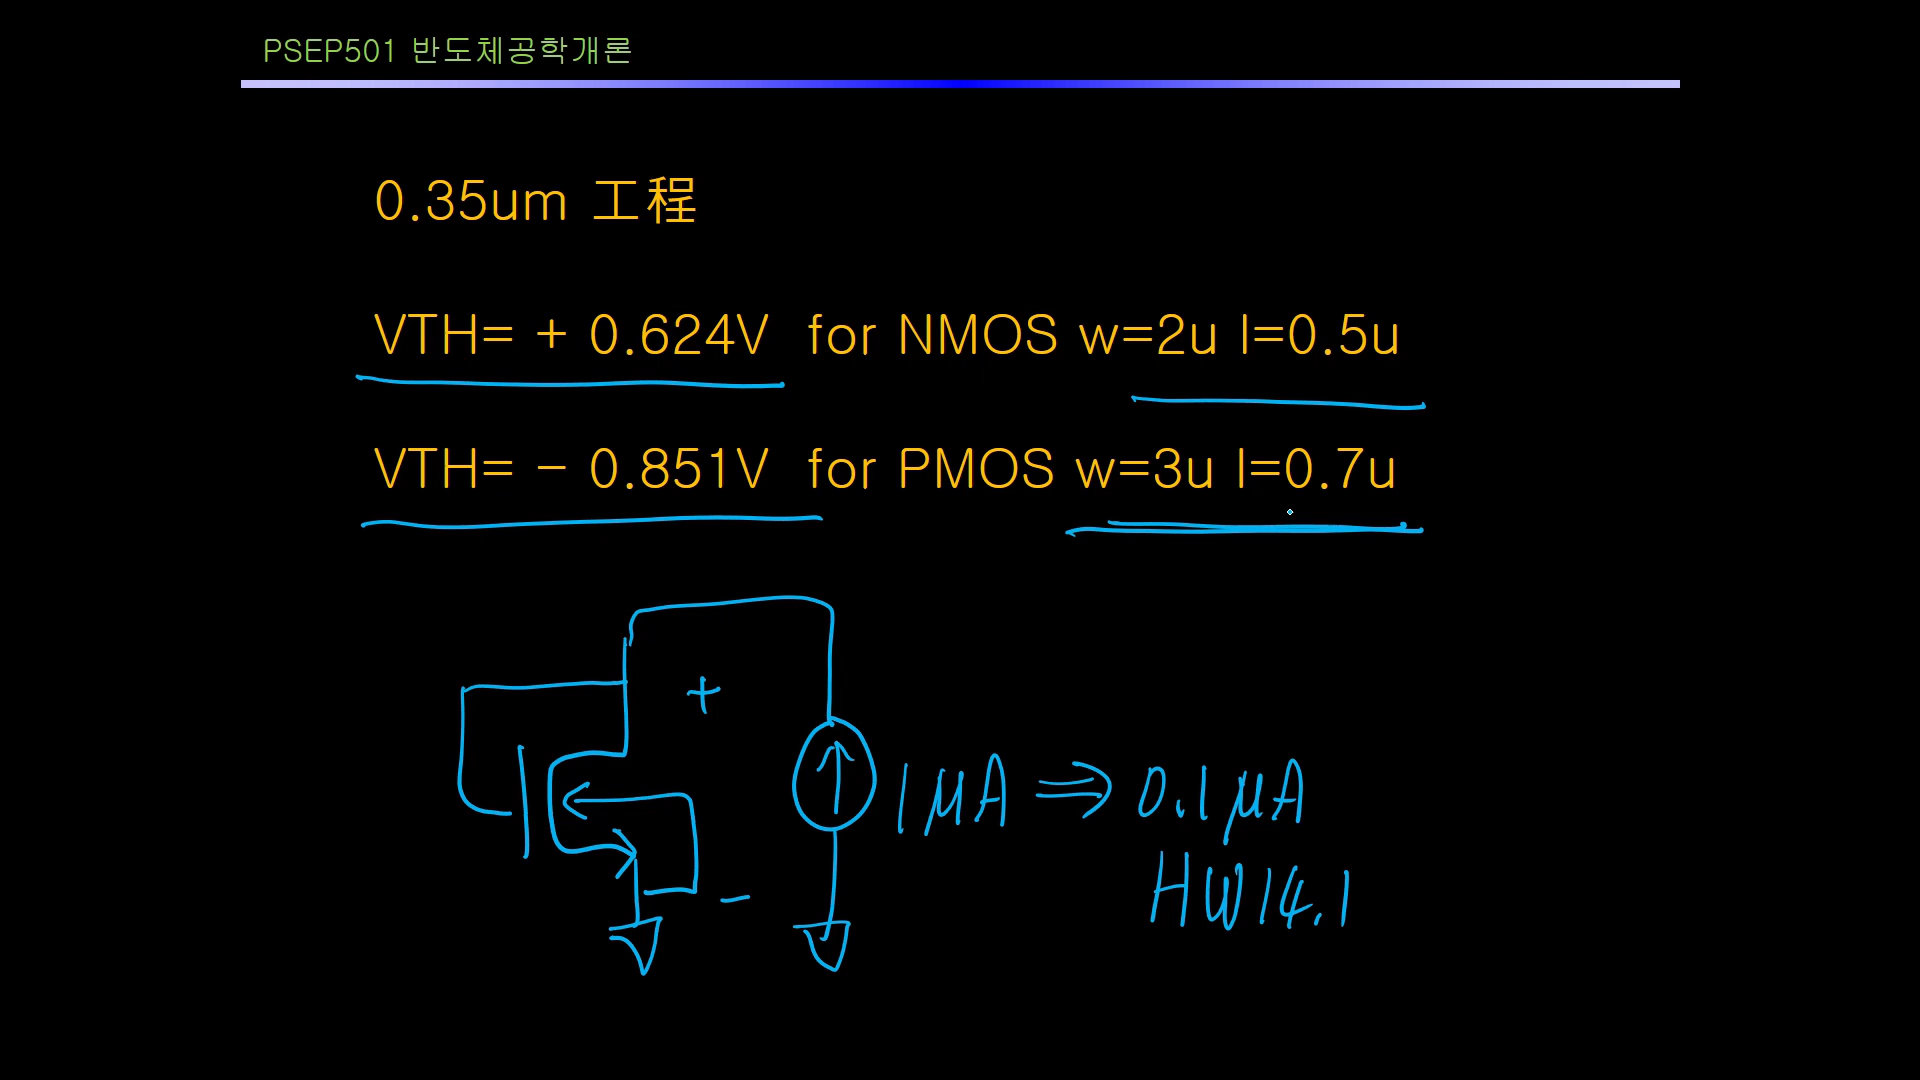 PSEP501 반도체공학개론
0.35um 工程
VTH= + 0.624V for NMOS w=2u l=0.5u
VTH= - 0.851V for PMOS w=3u l=0.7u
+
1μA ⇒ 0.1μA
-
HW14.1